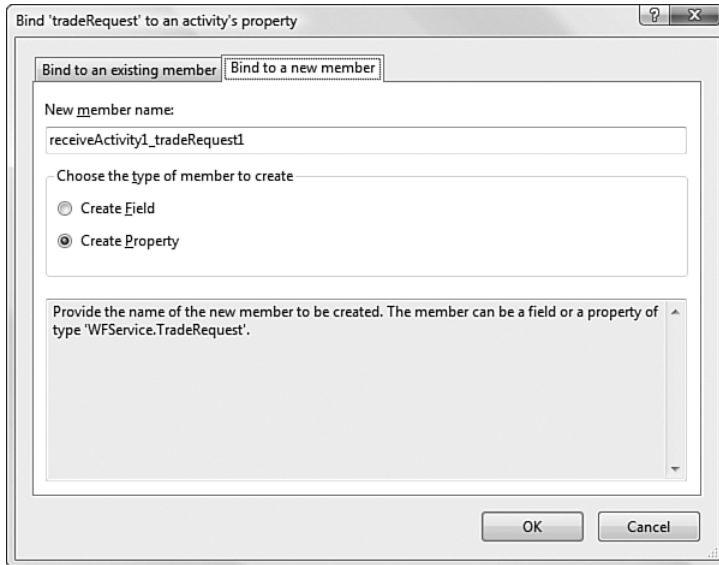 Bind 'tradeRequest' to an activity's property
Bind to an existing member
Bind to a new member
New member name:
receiveActivity1_tradeRequest1
Choose the type of member to create
Create Field
Create Property
Provide the name of the new member to be created. The member can be a field or a property of
type 'WFService.TradeRequest'.
OK
Cancel